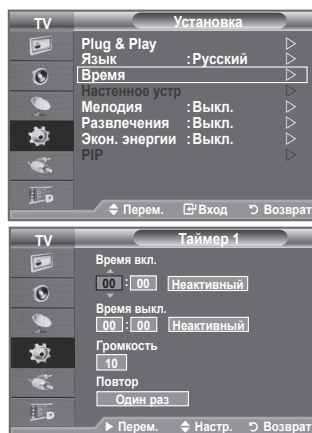 TV Установка
Plug & Play
Язык :Русский
Время
Настенное устр
Мелодия :Выкл.
Развлечения :Выкл.
Экон. энергии :Выкл.
PIP
Перем. Вход Возврат
TV Таймер 1
Время вкл.
00 : 00 Неактивный
Время выкл.
00 : 00 Неактивный
Громкость
10
Повтор
Один раз
Перем. Настр. Возврат